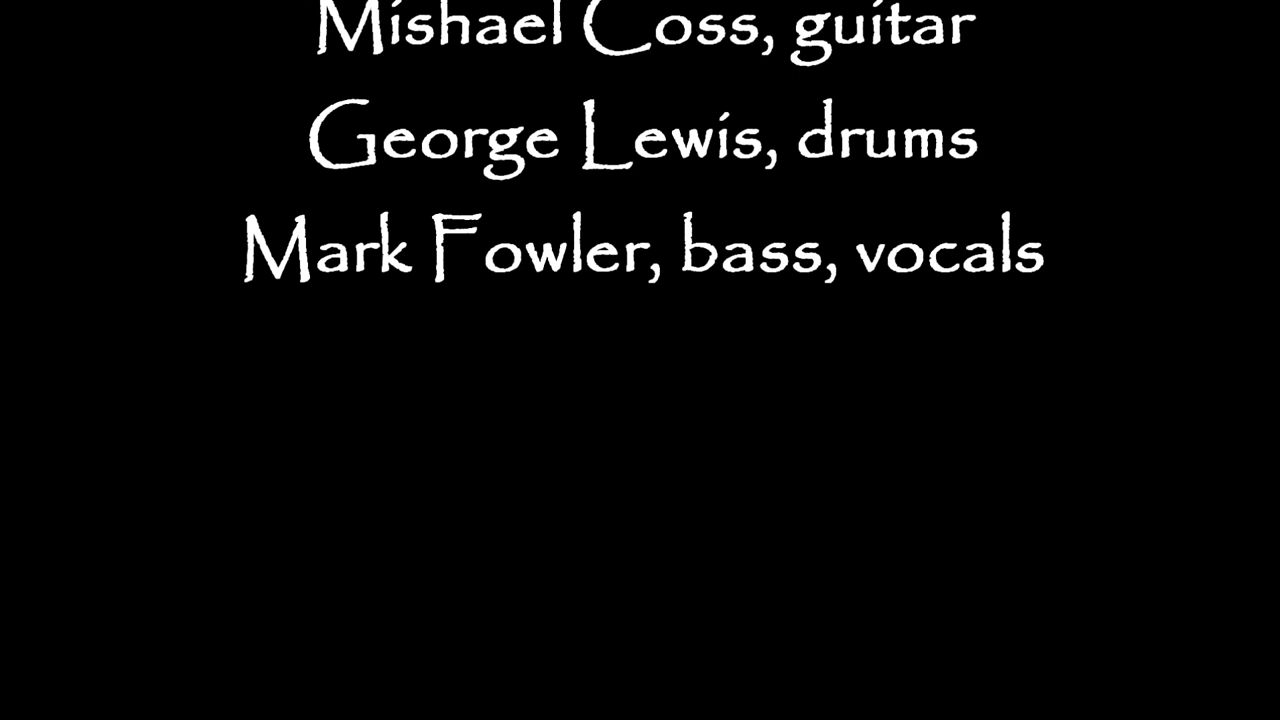 Mishael Coss, guitar
George Lewis, drums
Mark Fowler, bass, vocals